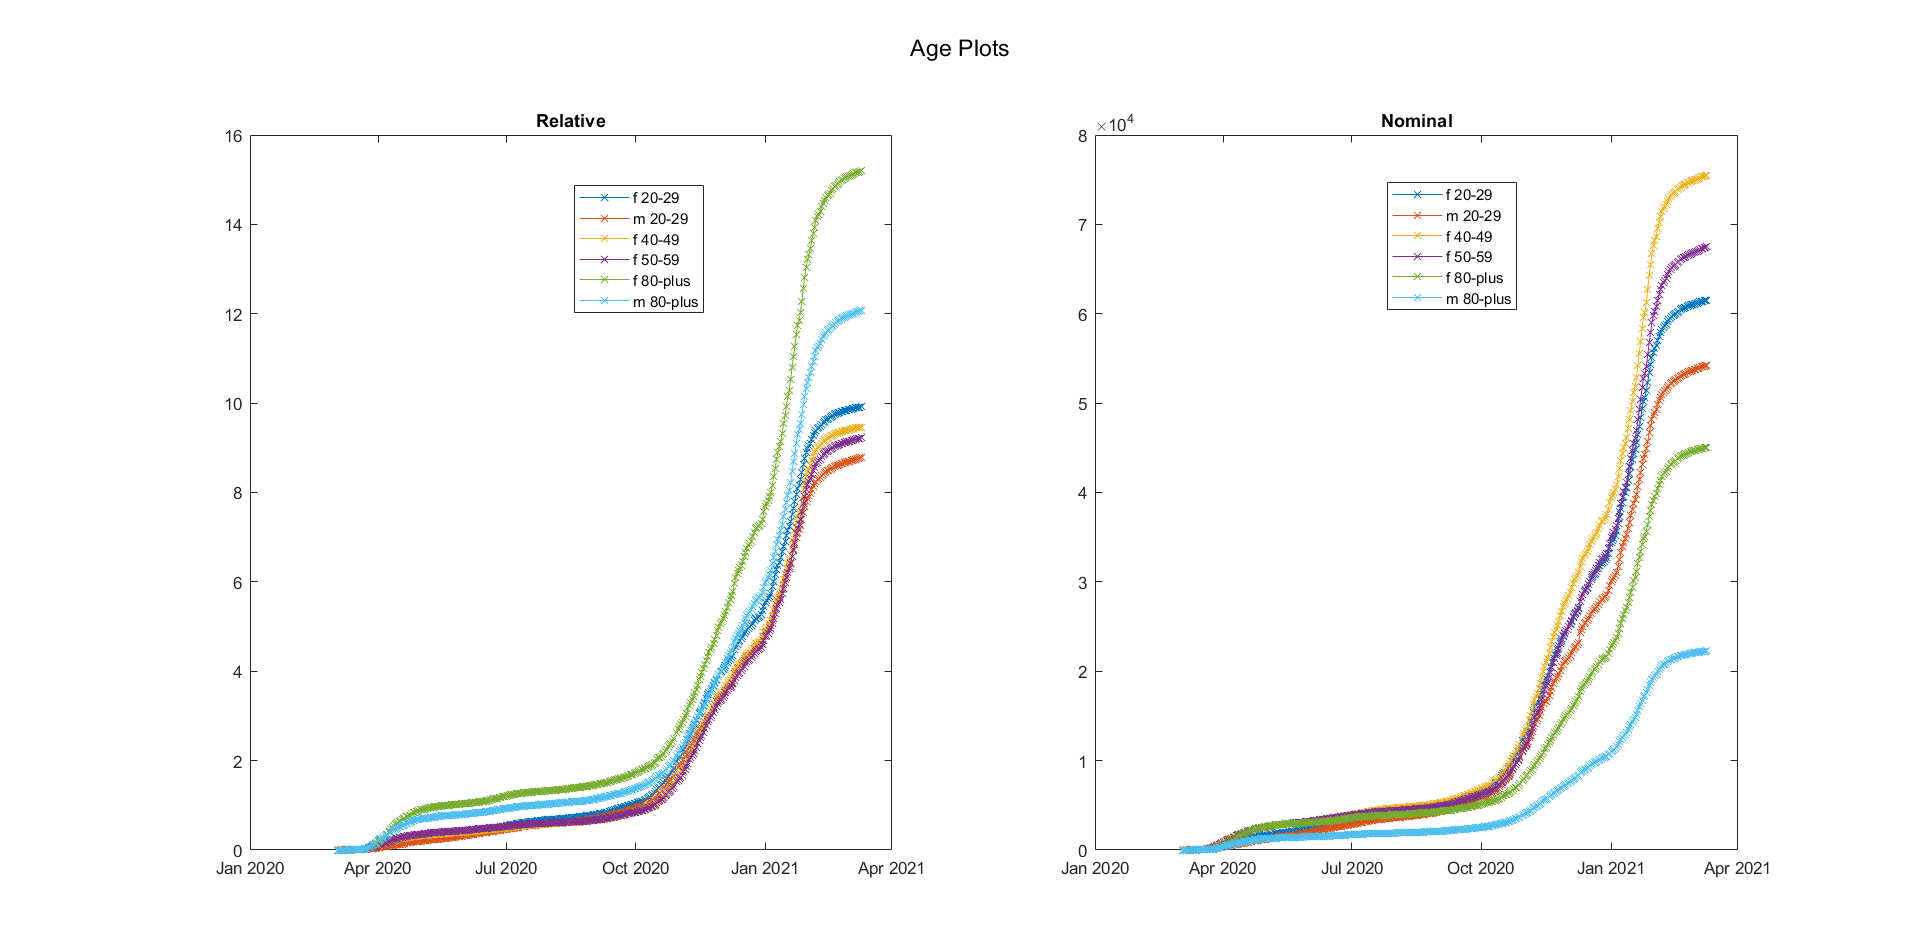 Age Plots
Relative
16
14
12
10
8
6
4
2
0
Jan 2020
Apr 2020
Jul 2020
Oct 2020
Jan 2021
Apr 2021
f 20-29
m 20-29
f 40-49
f 50-59
f 80-plus
m 80-plus
Nominal
×10⁴
8
7
6
5
4
3
2
1
0
Jan 2020
Apr 2020
Jul 2020
Oct 2020
Jan 2021
Apr 2021
f 20-29
m 20-29
f 40-49
f 50-59
f 80-plus
m 80-plus